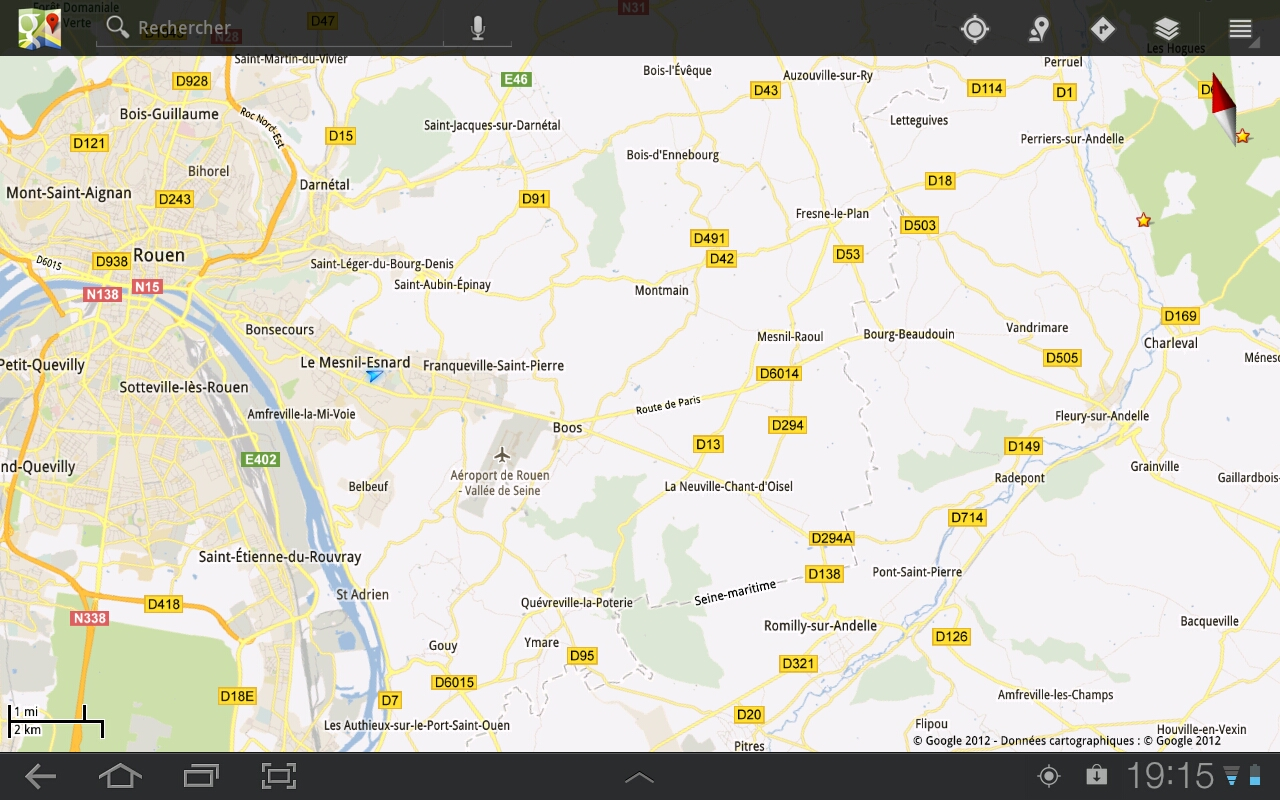 Forêt Domaniale
Verte
Rechercher
D47
N28
N31
Les Hogues
Saint-Martin-du-Vivier
E46
Bois-l'Évêque
Auzouville-sur-Ry
Perruel
D928
D43
D114
D1
Bois-Guillaume
Roc Nord-Est
Saint-Jacques-sur-Darnétal
Letteguives
D121
D15
Perriers-sur-Andelle
Bois-d'Ennebourg
Bihorel
Darnétal
D18
Mont-Saint-Aignan
D243
D91
Fresne-le-Plan
D503
D491
Rouen
D6015
D938
Saint-Léger-du-Bourg-Denis
D42
D53
Saint-Aubin-Épinay
Montmain
N138
N15
D169
Bonsecours
Mesnil-Raoul
Bourg-Beaudouin
Vandrimare
Charleval
Petit-Quevilly
Le Mesnil-Esnard
Franqueville-Saint-Pierre
D505
D6014
Sotteville-lès-Rouen
Route de Paris
Amfreville-la-Mi-Voie
Boos
D294
Fleury-sur-Andelle
D13
D149
E402
nd-Quevilly
Aéroport de Rouen
- Vallée de Seine
Grainville
Belbeuf
La Neuville-Chant-d'Oisel
Radepont
Gaillardbois-
D714
D294A
Saint-Étienne-du-Rouvray
D138
Pont-Saint-Pierre
St Adrien
Seine-maritime
D418
Quévreville-la-Poterie
N338
Romilly-sur-Andelle
Bacqueville
Gouy
Ymare
D126
D95
D321
D6015
D18E
D7
Amfreville-les-Champs
1 mi
2 km
D20
Les Authieux-sur-le-Port-Saint-Ouen
Flipou
Houville-en-Vexin
Pitres
© Google 2012 - Données cartographiques : © Google 2012
19:15